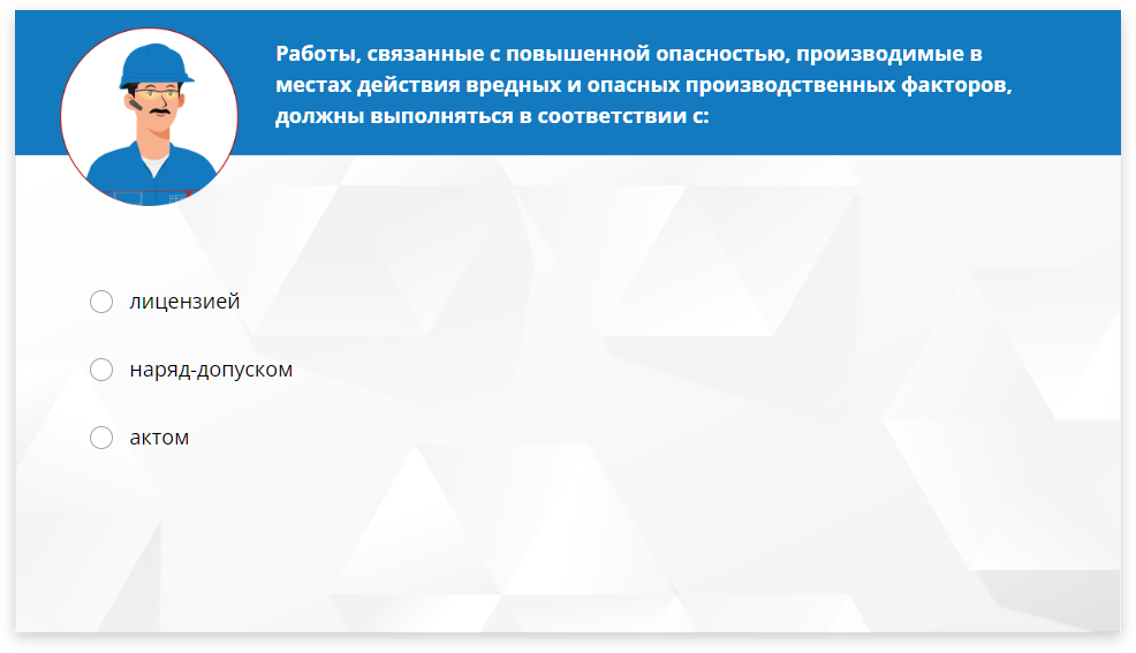 Работы, связанные с повышенной опасностью, производимые в
местах действия вредных и опасных производственных факторов,
должны выполняться в соответствии с:
лицензией
наряд-допуском
актом